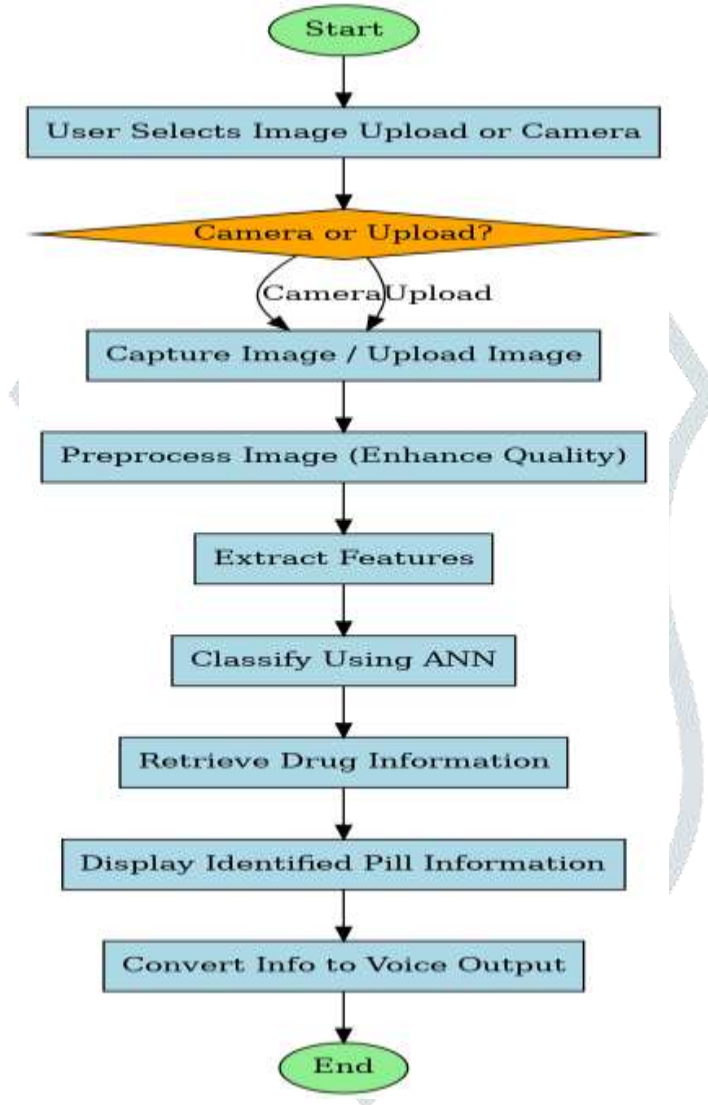 Start
User Selects Image Upload or Camera
Camera or Upload?
Camera Upload
Capture Image / Upload Image
Preprocess Image (Enhance Quality)
Extract Features
Classify Using ANN
Retrieve Drug Information
Display Identified Pill Information
Convert Info to Voice Output
End